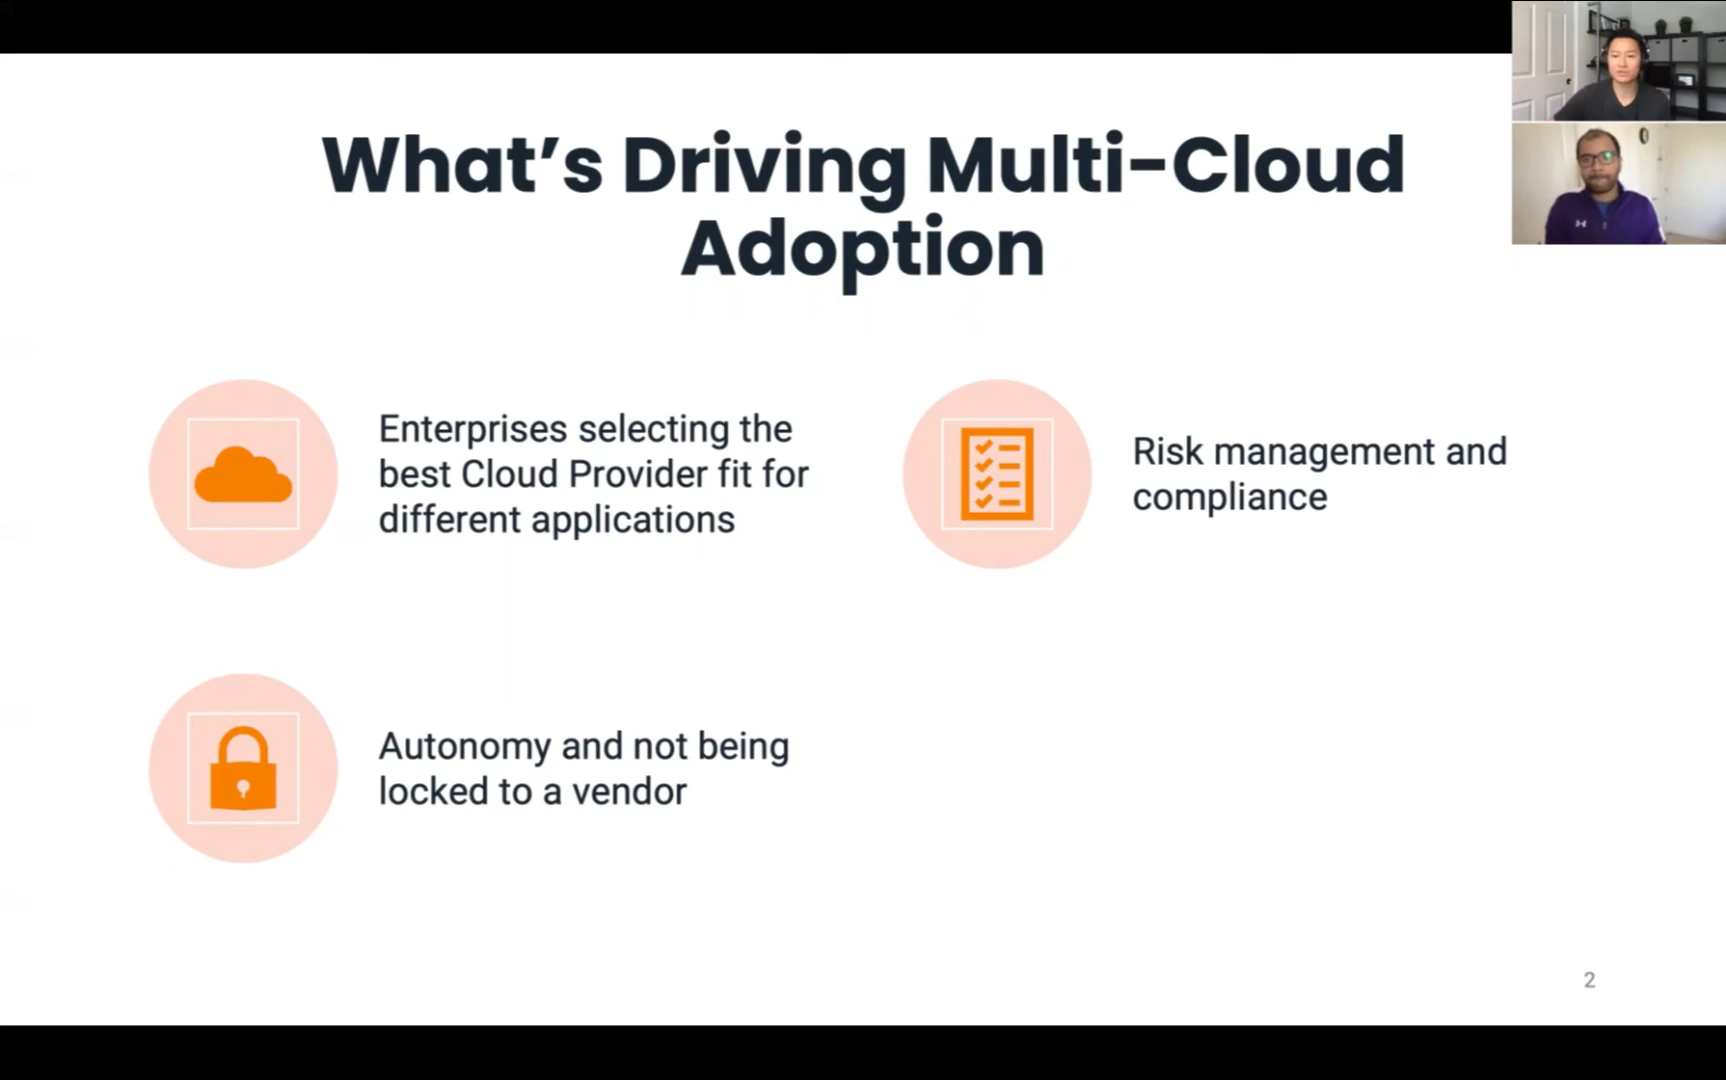 What’s Driving Multi-Cloud
Adoption
Enterprises selecting the
best Cloud Provider fit for
different applications
Risk management and
compliance
Autonomy and not being
locked to a vendor
2